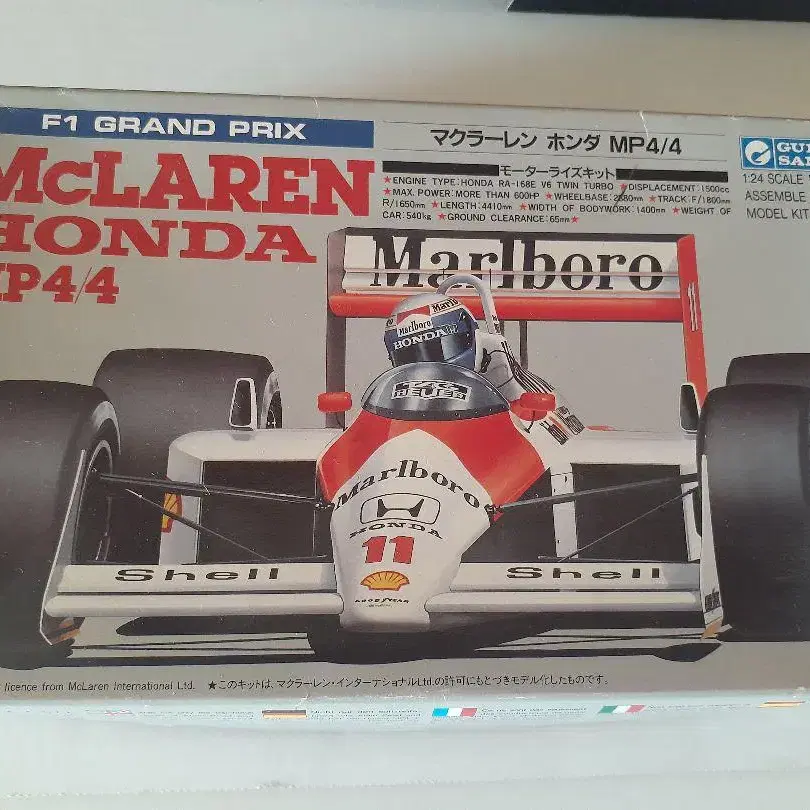 F1 GRAND PRIX
McLAREN
HONDA
MP4/4
マクラーレン ホンダ MP4/4
モーターライズキット
★ENGINE TYPE:HONDA RA-168E V6 TWIN TURBO ★DISPLACEMENT:1500cc
★MAX. POWER:MORE THAN 600HP ★WHEELBASE:2880mm ★TRACK:F/1800mm
R/1650mm ★LENGTH:4410mm ★WIDTH OF BODYWORK:1400mm ★WEIGHT OF
CAR:540kg ★GROUND CLEARANCE:65mm★
1:24 SCALE
ASSEMBLE
MODEL KIT
Marlboro
11
Marlboro
Marlboro
HONDA
TAG
HEUER
Marlboro
HONDA
11
Shell
Shell
GOODYEAR
licence from McLaren International Ltd. ★このキットは、マクラーレン・インターナショナルLtd.の許可にもとづきモデル化したものです。